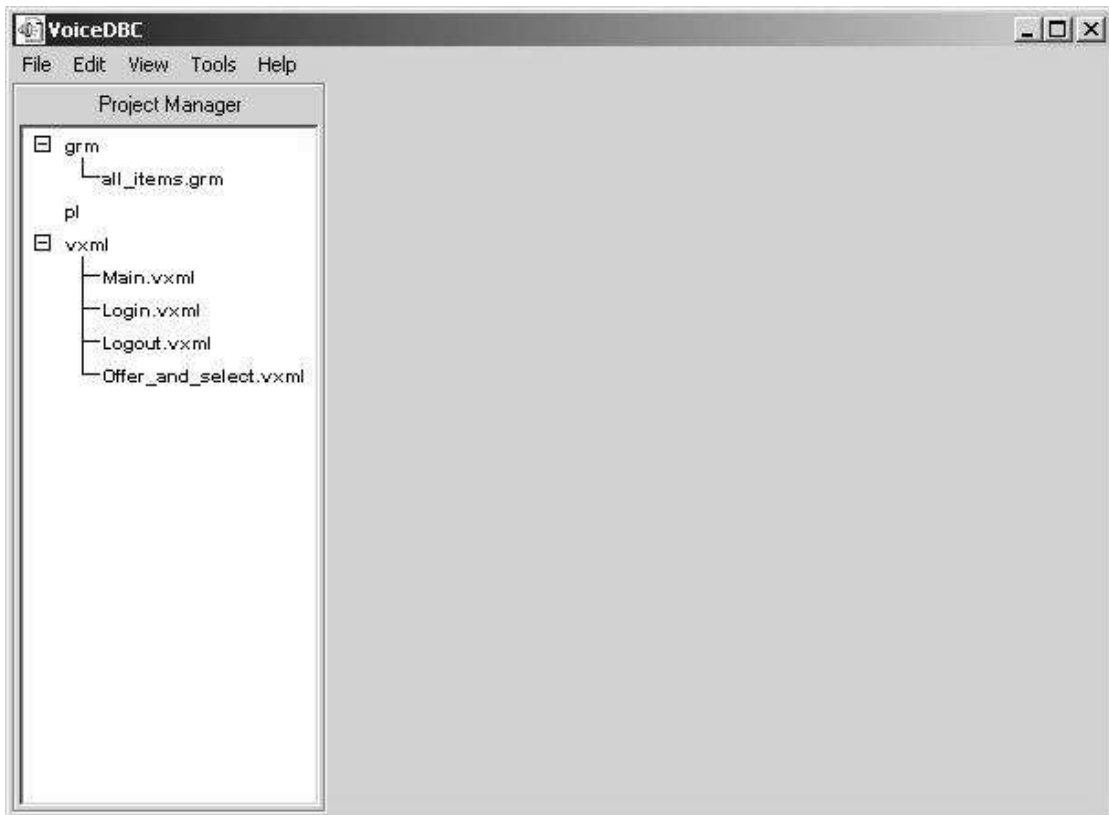 VoiceDBC
File Edit View Tools Help
Project Manager
grm
all_items.grm
pl
vxml
Main.vxml
Login.vxml
Logout.vxml
Offer_and_select.vxml